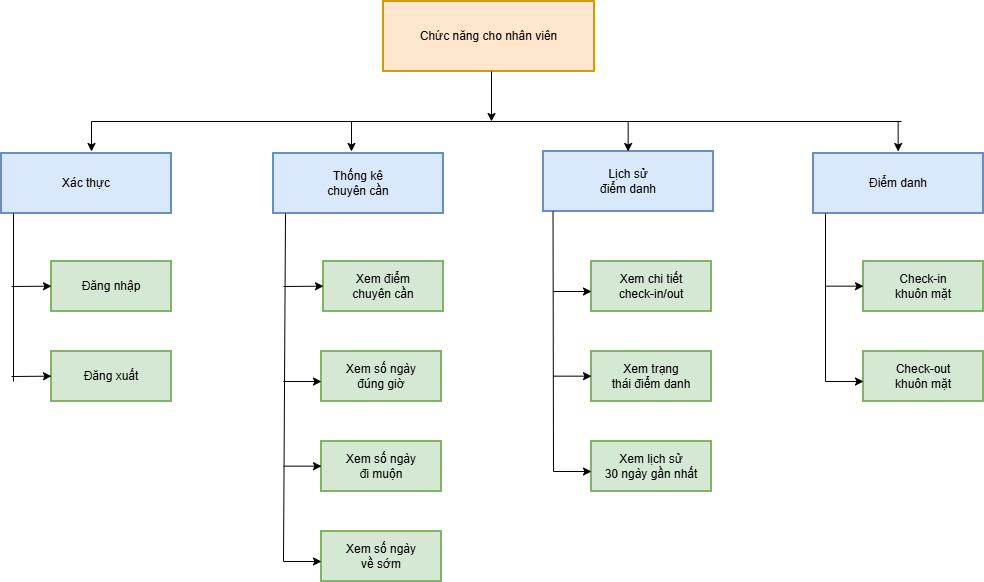 Chức năng cho nhân viên
Xác thực
Thống kê
chuyên cần
Lịch sử
điểm danh
Điểm danh
Đăng nhập
Đăng xuất
Xem điểm
chuyên cần
Xem số ngày
đúng giờ
Xem số ngày
đi muộn
Xem số ngày
về sớm
Xem chi tiết
check-in/out
Xem trạng
thái điểm danh
Xem lịch sử
30 ngày gần nhất
Check-in
khuôn mặt
Check-out
khuôn mặt